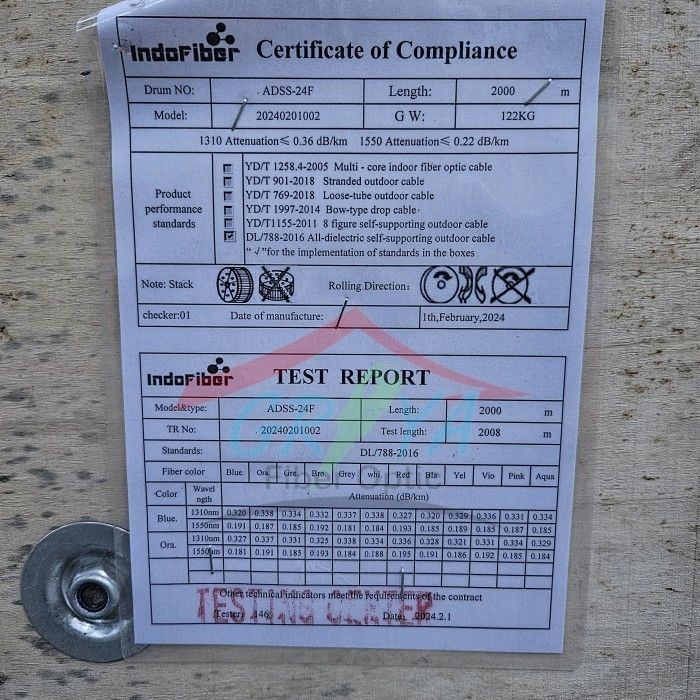 IndoFiber Certificate of Compliance
Drum NO: ADSS-24F Length: 2000 m
Model: 20240201002 G W: 122KG
1310 Attenuation≤ 0.36 dB/km 1550 Attenuation≤ 0.22 dB/km
Product performance standards
YD/T 1258.4-2005 Multi - core indoor fiber optic cable
YD/T 901-2018 Stranded outdoor cable
YD/T 769-2018 Loose-tube outdoor cable
YD/T 1997-2014 Bow-type drop cable
YD/T1155-2011 8 figure self-supporting outdoor cable
DL/788-2016 All-dielectric self-supporting outdoor cable
“ √ ”for the implementation of standards in the boxes
Note: Stack Rolling Direction:
checker:01 Date of manufacture: 1th,February,2024
IndoFiber TEST REPORT
Model&type: ADSS-24F Length: 2000 m
TR No: 20240201002 Test length: 2008 m
Standards: DL/788-2016
Fiber color Blue. Ora. Gre. Bro. Grey whi. Red Bla. Yel Vio Pink Aqua
Color Wavel ngth Attenuation (dB/km)
Blue. 1310nm 0.320 0.338 0.334 0.332 0.337 0.338 0.327 0.320 0.329 0.336 0.331 0.334
1550nm 0.191 0.187 0.185 0.192 0.181 0.184 0.193 0.185 0.189 0.185 0.187 0.185
Ora. 1310nm 0.327 0.337 0.331 0.325 0.338 0.334 0.336 0.328 0.321 0.331 0.334 0.329
1550nm 0.181 0.191 0.185 0.193 0.184 0.188 0.195 0.191 0.186 0.192 0.185 0.184
Other technical indicators meet the requirements of the contract
TESTING CENTER
Tester: 146 Date: 2024.2.1
Fiber Optic